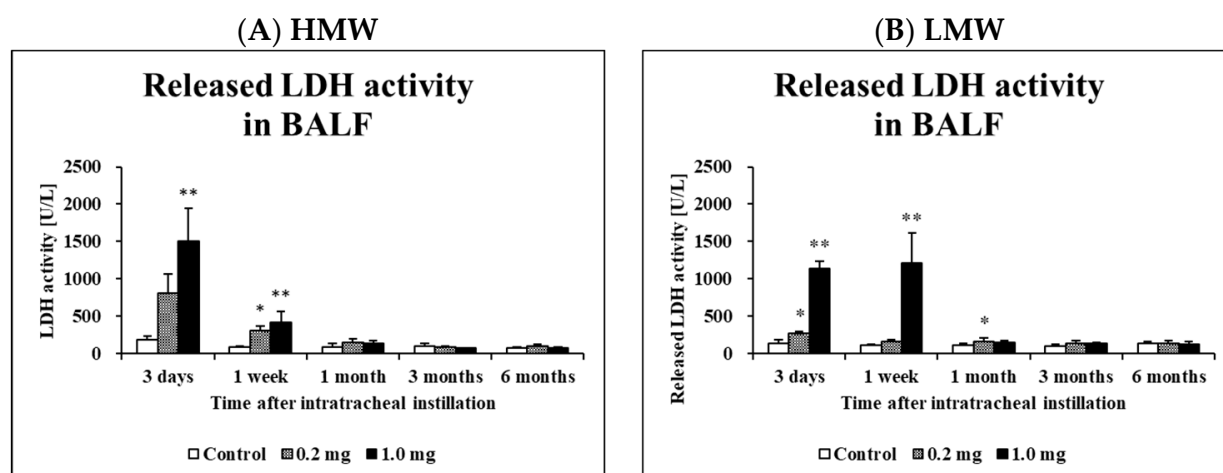 (A) HMW
Released LDH activity
in BALF
LDH activity [U/L]
2500
2000
1500
1000
500
0
**
*
**
3 days
1 week
1 month
3 months
6 months
Time after intratracheal instillation
Control
0.2 mg
1.0 mg
(B) LMW
Released LDH activity
in BALF
Released LDH activity [U/L]
2500
2000
1500
1000
500
0
*
**
**
*
3 days
1 week
1 month
3 months
6 months
Time after intratracheal instillation
Control
0.2 mg
1.0 mg